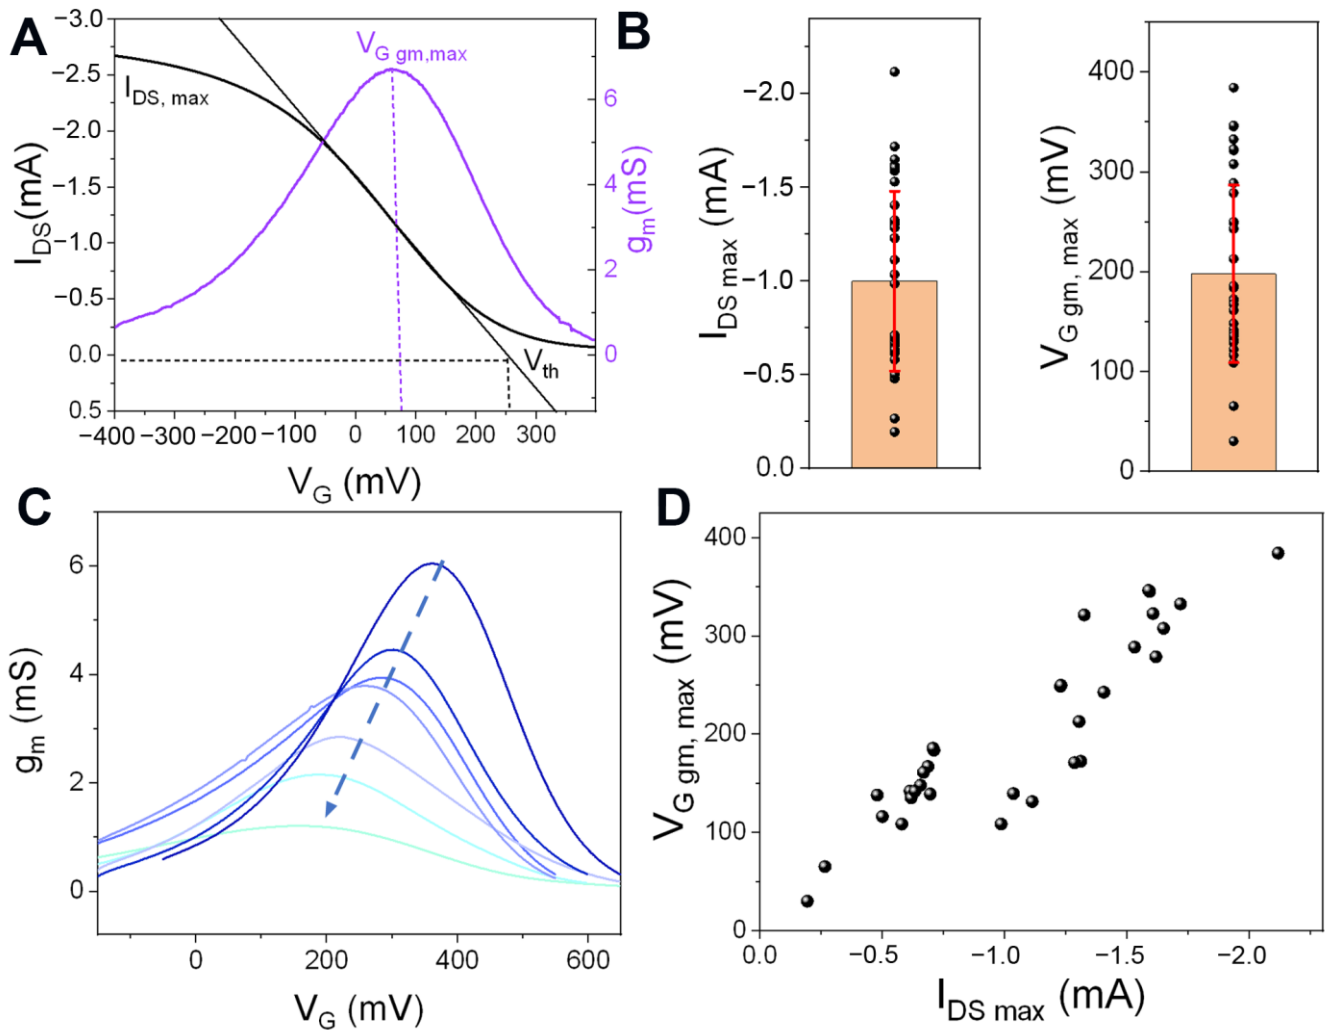 A
I_DS(mA)
−3.0
−2.5
−2.0
−1.5
−1.0
−0.5
0.0
0.5
V_G gm,max
I_DS, max
V_th
g_m(mS)
6
4
2
0
−400 −300 −200 −100 0 100 200 300
V_G (mV)
B
I_DS max (mA)
−2.0
−1.5
−1.0
−0.5
0.0
V_G gm, max (mV)
400
300
200
100
0
C
g_m (mS)
6
4
2
0
0 200 400 600
V_G (mV)
D
V_G gm, max (mV)
400
300
200
100
0
0.0 −0.5 −1.0 −1.5 −2.0
I_DS max (mA)